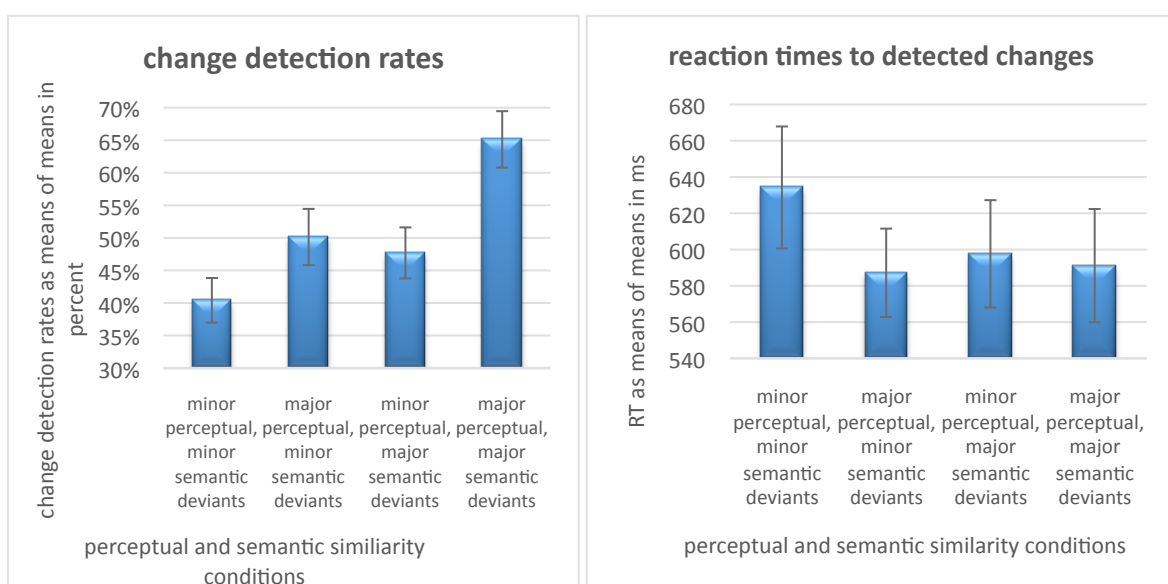 change detection rates
change detection rates as means of means in
percent
70%
65%
60%
55%
50%
45%
40%
35%
30%
minor perceptual, minor semantic deviants
major perceptual, minor semantic deviants
minor perceptual, major semantic deviants
major perceptual, major semantic deviants
perceptual and semantic similiarity
conditions
reaction times to detected changes
RT as means of means in ms
680
660
640
620
600
580
560
540
minor perceptual, minor semantic deviants
major perceptual, minor semantic deviants
minor perceptual, major semantic deviants
major perceptual, major semantic deviants
perceptual and semantic similarity conditions